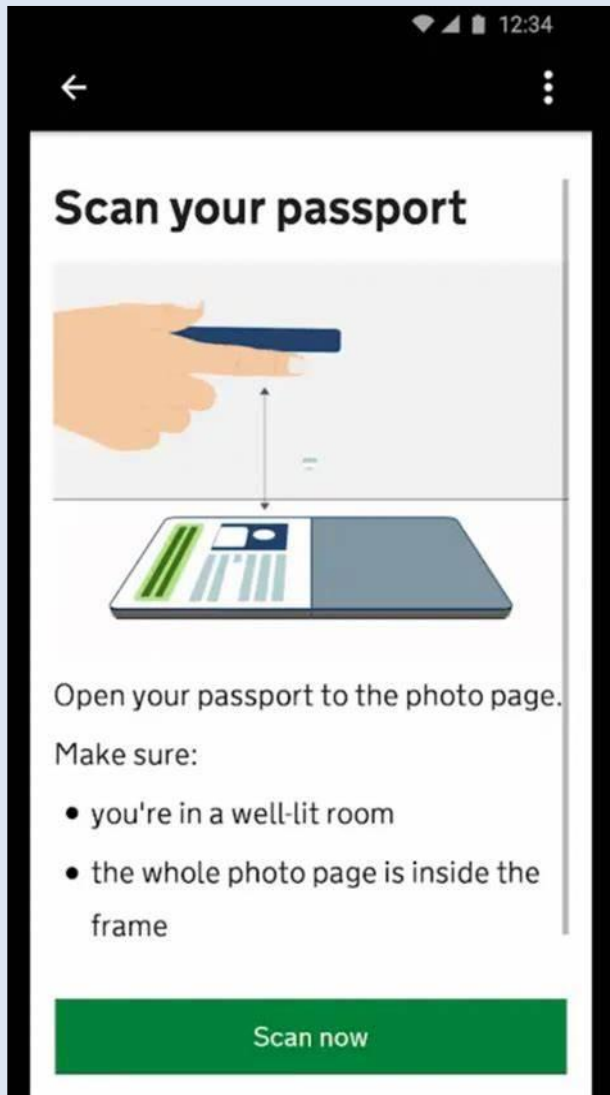 12:34
Scan your passport
Open your passport to the photo page.
Make sure:
• you're in a well-lit room
• the whole photo page is inside the
frame
Scan now